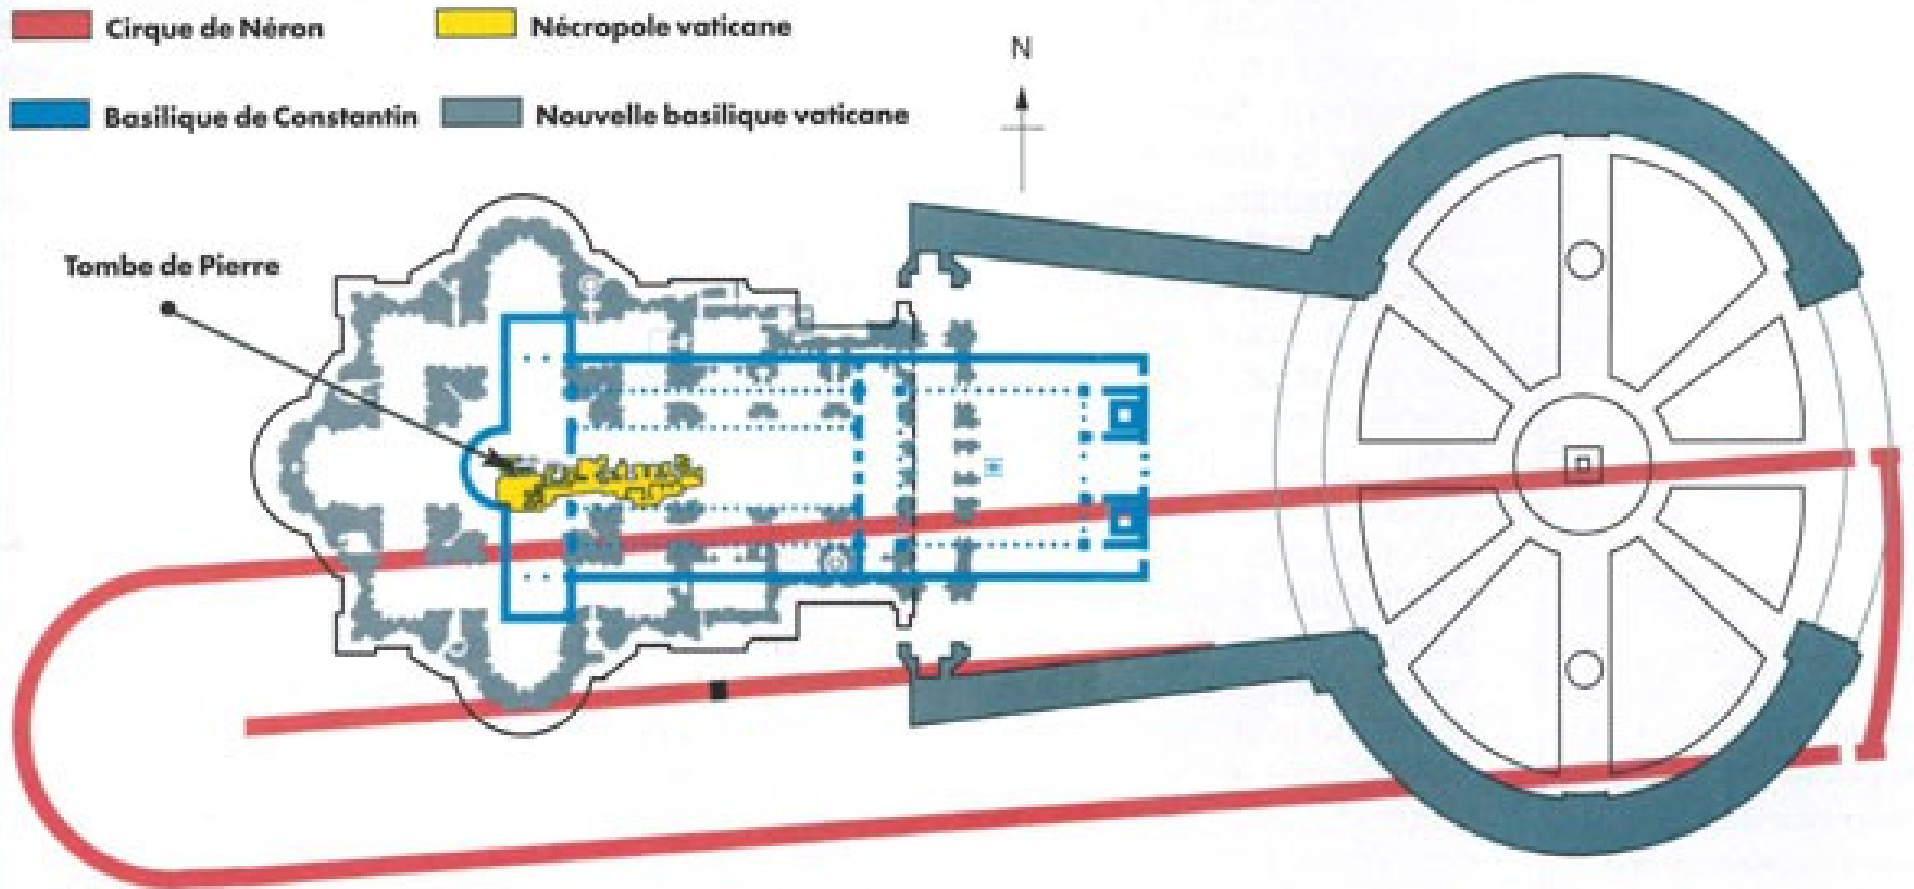 Cirque de Néron
Nécropole vaticane
N
Basilique de Constantin
Nouvelle basilique vaticane
Tombe de Pierre